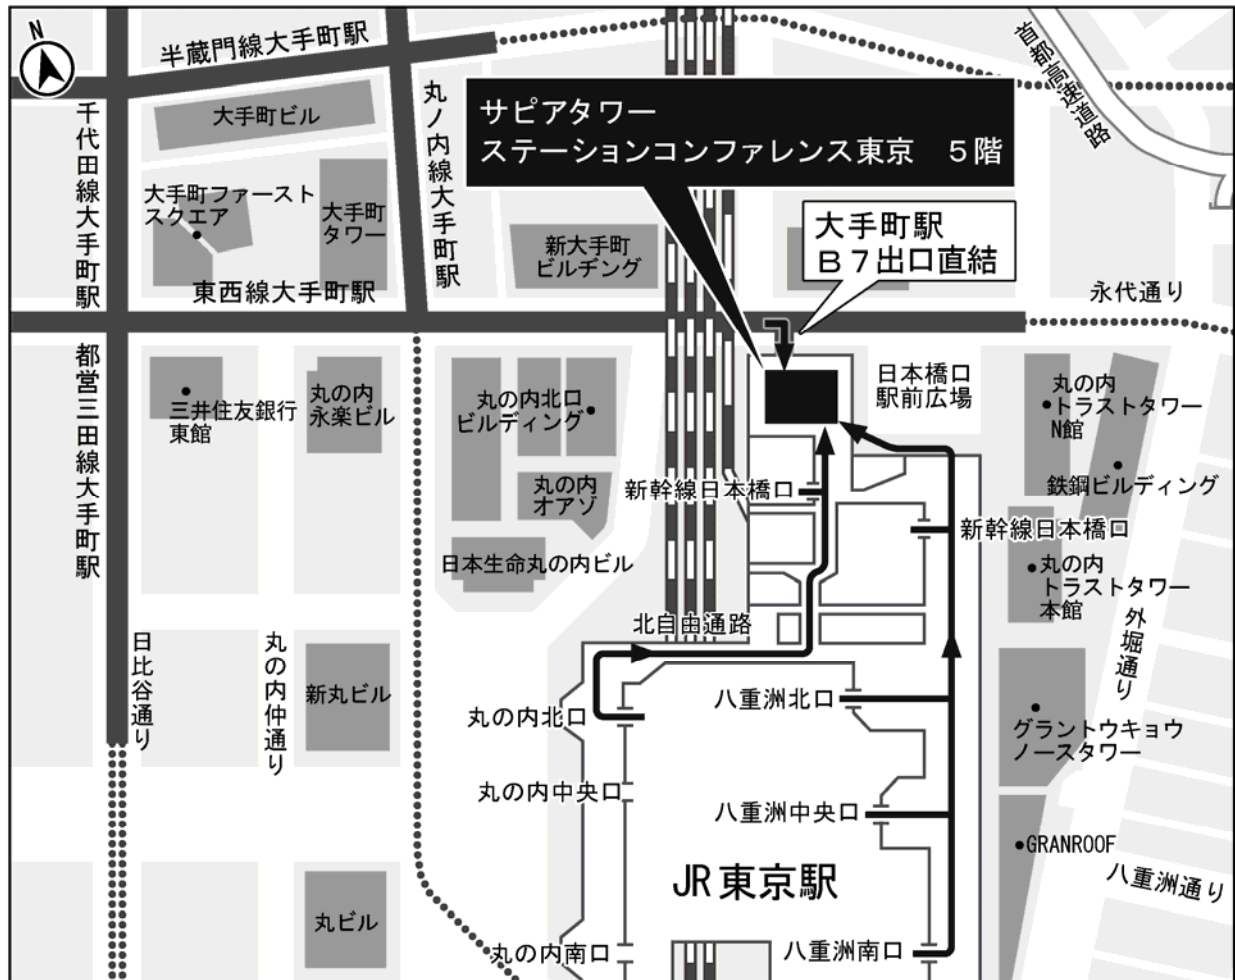 N
半蔵門線大手町駅
首都高速道路
千代田線大手町駅
大手町ビル
丸ノ内線大手町駅
サピアタワー
ステーションコンファレンス東京　５階
大手町ファースト
スクエア
大手町
タワー
新大手町
ビルヂング
大手町駅
Ｂ７出口直結
東西線大手町駅
永代通り
都営三田線大手町駅
三井住友銀行
東館
丸の内
永楽ビル
丸の内北口
ビルディング
日本橋口
駅前広場
丸の内
トラストタワー
N館
丸の内
オアゾ
新幹線日本橋口
鉄鋼ビルディング
新幹線日本橋口
日本生命丸の内ビル
丸の内
トラストタワー
本館
北自由通路
外堀通り
日比谷通り
丸の内仲通り
新丸ビル
丸の内北口
八重洲北口
グラントウキョウ
ノースタワー
丸の内中央口
八重洲中央口
GRANROOF
JR東京駅
八重洲通り
丸ビル
丸の内南口
八重洲南口